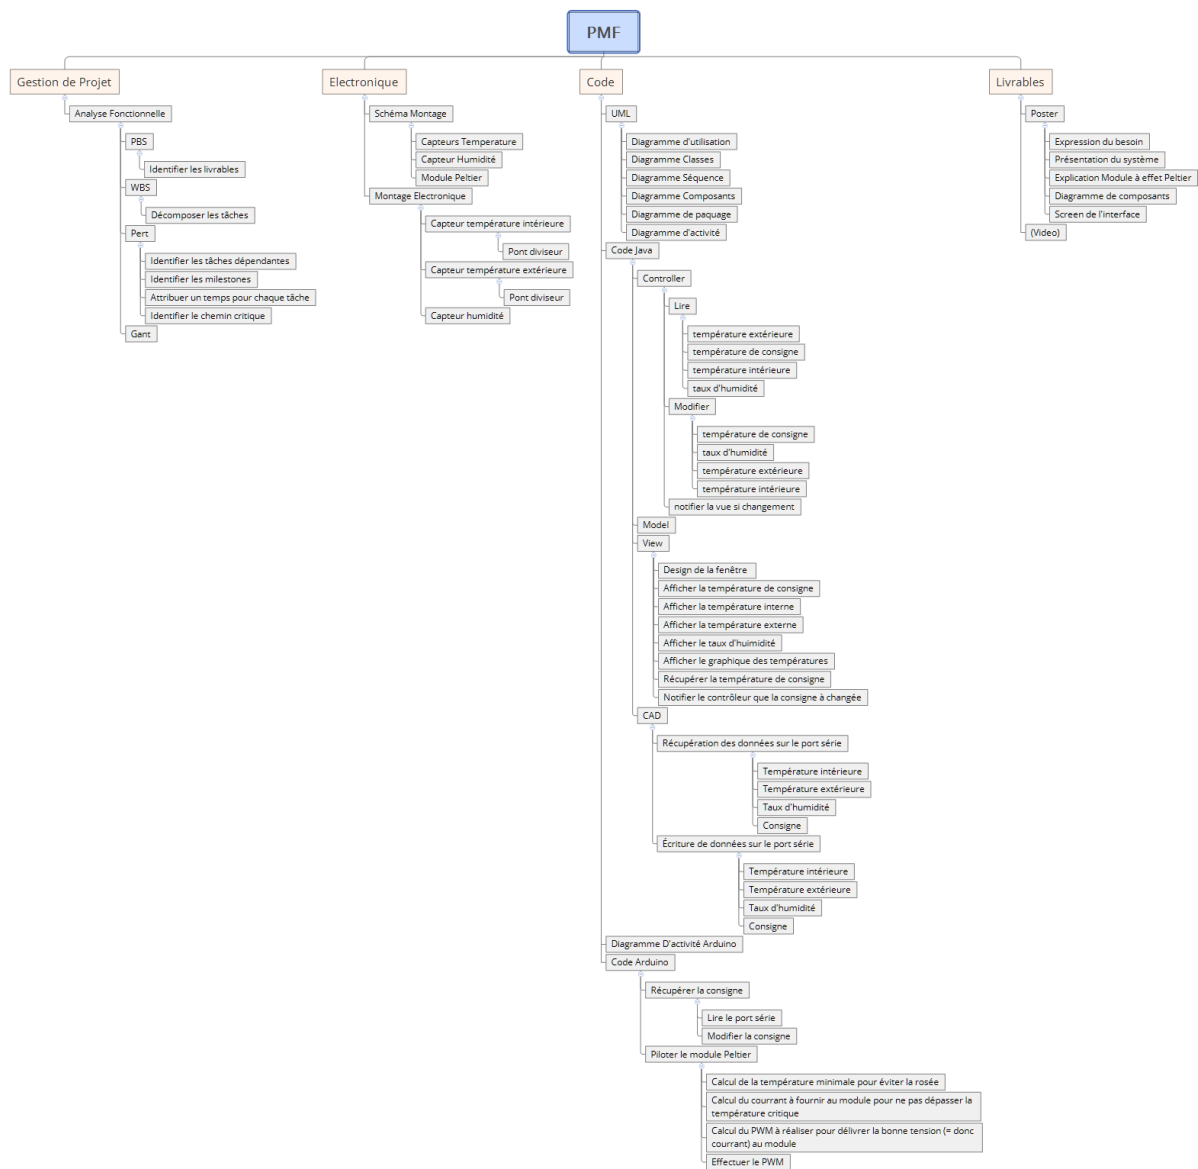 PMF
Gestion de Projet
Analyse Fonctionnelle
PBS
Identifier les livrables
WBS
Décomposer les tâches
Pert
Identifier les tâches dépendantes
Identifier les milestones
Attribuer un temps pour chaque tâche
Identifier le chemin critique
Gant
Electronique
Schéma Montage
Capteurs Temperature
Capteur Humidité
Module Peltier
Montage Electronique
Capteur température intérieure
Pont diviseur
Capteur température extérieure
Pont diviseur
Capteur humidité
Code
UML
Diagramme d'utilisation
Diagramme Classes
Diagramme Séquence
Diagramme Composants
Diagramme de paquage
Diagramme d'activité
Code Java
Controller
Lire
température extérieure
température de consigne
température intérieure
taux d'humidité
Modifier
température de consigne
taux d'humidité
température extérieure
température intérieure
notifier la vue si changement
Model
View
Design de la fenêtre
Afficher la température de consigne
Afficher la température interne
Afficher la température externe
Afficher le taux d'huimidité
Afficher le graphique des températures
Récupérer la température de consigne
Notifier le contrôleur que la consigne à changée
CAD
Récupération des données sur le port série
Température intérieure
Température extérieure
Taux d'humidité
Consigne
Écriture de données sur le port série
Température intérieure
Température extérieure
Taux d'humidité
Consigne
Diagramme D'activité Arduino
Code Arduino
Récupérer la consigne
Lire le port série
Modifier la consigne
Piloter le module Peltier
Calcul de la température minimale pour éviter la rosée
Calcul du courrant à fournir au module pour ne pas dépasser la
température critique
Calcul du PWM à réaliser pour délivrer la bonne tension (= donc
courrant) au module
Effectuer le PWM
Livrables
Poster
Expression du besoin
Présentation du système
Explication Module à effet Peltier
Diagramme de composants
Screen de l'interface
(Video)